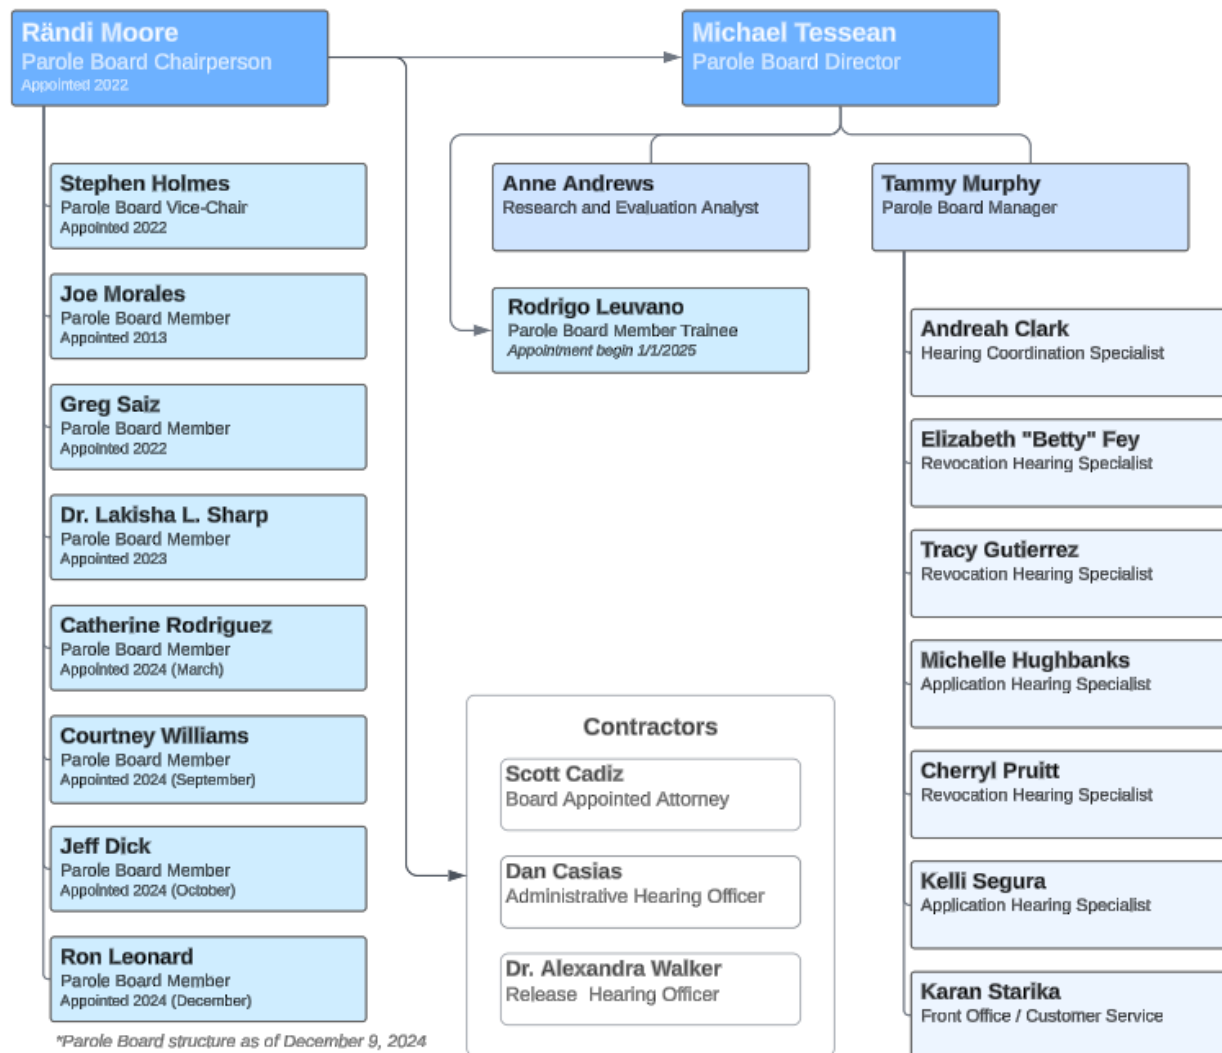 Rändi Moore
Parole Board Chairperson
Appointed 2022
Michael Tessean
Parole Board Director
Stephen Holmes
Parole Board Vice-Chair
Appointed 2022
Joe Morales
Parole Board Member
Appointed 2013
Greg Saiz
Parole Board Member
Appointed 2022
Dr. Lakisha L. Sharp
Parole Board Member
Appointed 2023
Catherine Rodriguez
Parole Board Member
Appointed 2024 (March)
Courtney Williams
Parole Board Member
Appointed 2024 (September)
Jeff Dick
Parole Board Member
Appointed 2024 (October)
Ron Leonard
Parole Board Member
Appointed 2024 (December)
*Parole Board structure as of December 9, 2024
Anne Andrews
Research and Evaluation Analyst
Rodrigo Leuvano
Parole Board Member Trainee
Appointment begin 1/1/2025
Contractors
Scott Cadiz
Board Appointed Attorney
Dan Casias
Administrative Hearing Officer
Dr. Alexandra Walker
Release Hearing Officer
Tammy Murphy
Parole Board Manager
Andreah Clark
Hearing Coordination Specialist
Elizabeth "Betty" Fey
Revocation Hearing Specialist
Tracy Gutierrez
Revocation Hearing Specialist
Michelle Hughbanks
Application Hearing Specialist
Cherryl Pruitt
Revocation Hearing Specialist
Kelli Segura
Application Hearing Specialist
Karan Starika
Front Office / Customer Service